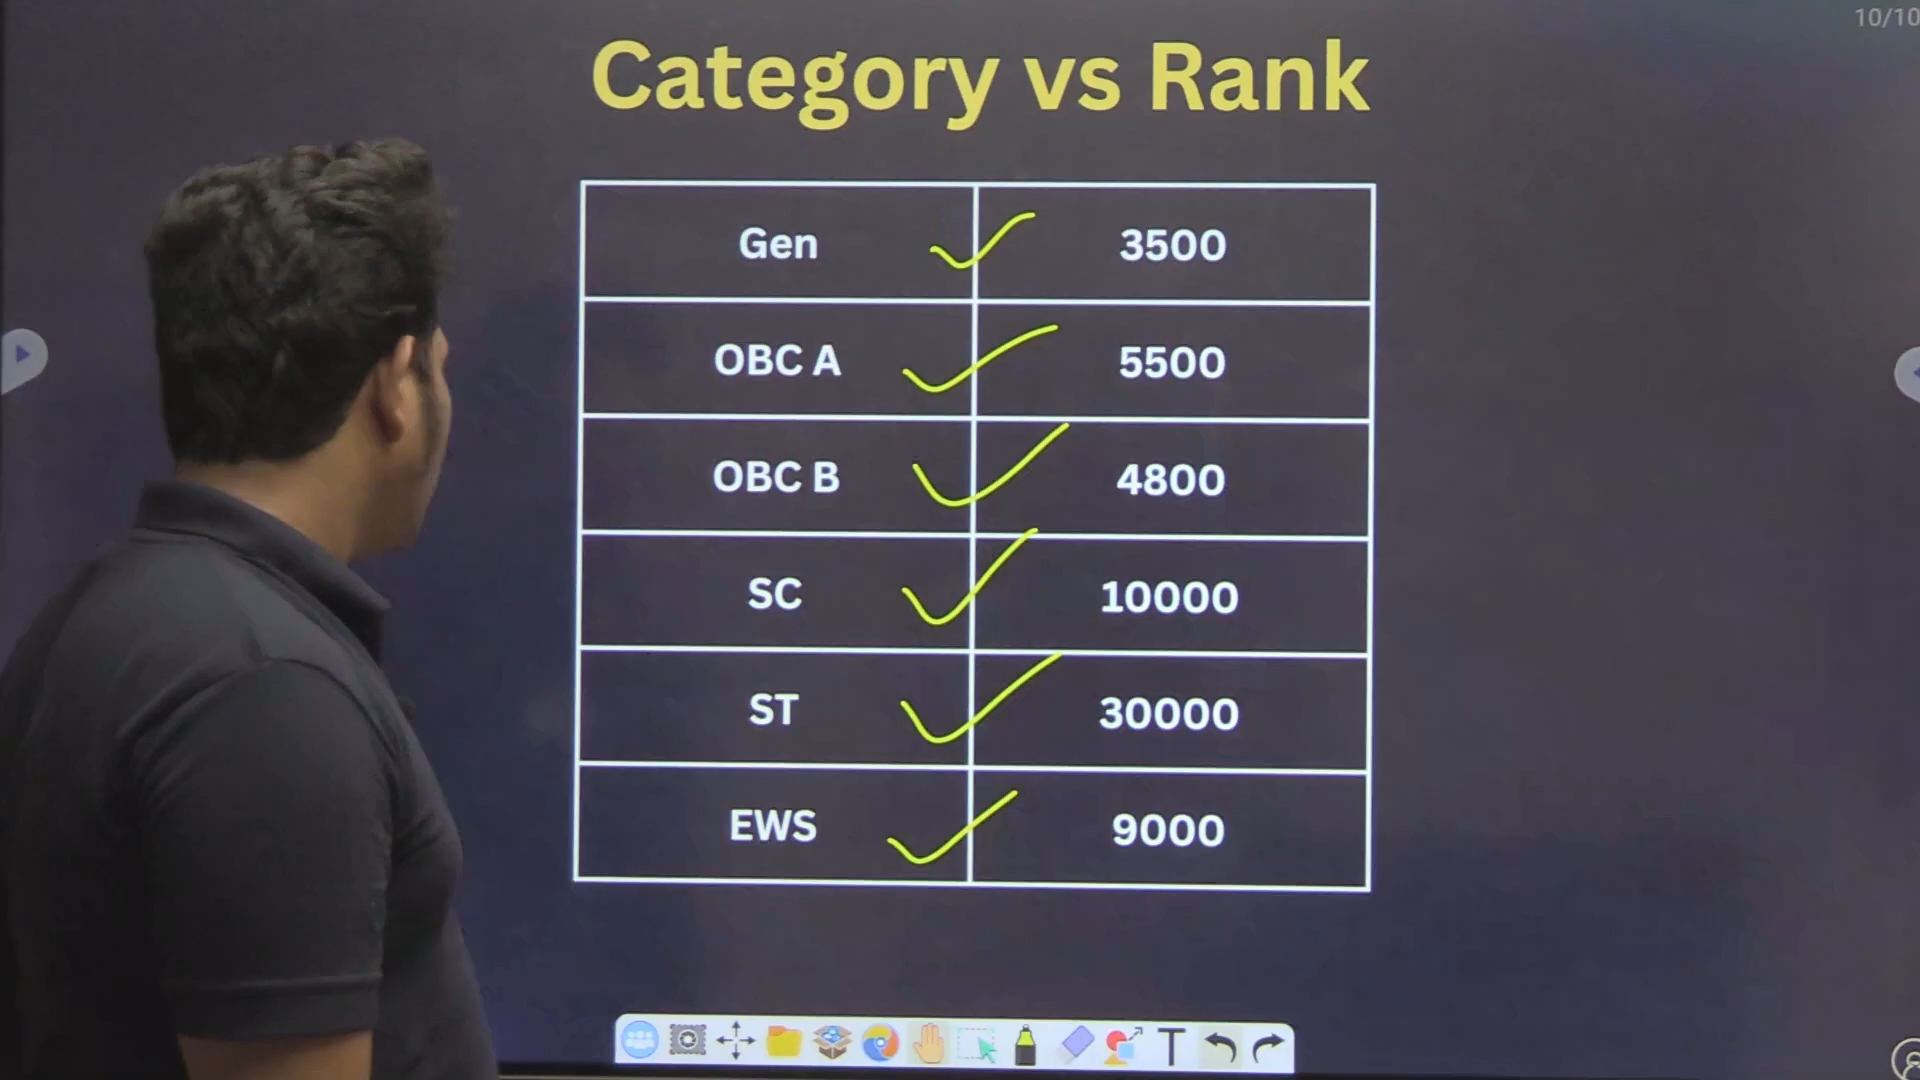 10/10
Category vs Rank
Gen 3500
OBC A 5500
OBC B 4800
SC 10000
ST 30000
EWS 9000
T